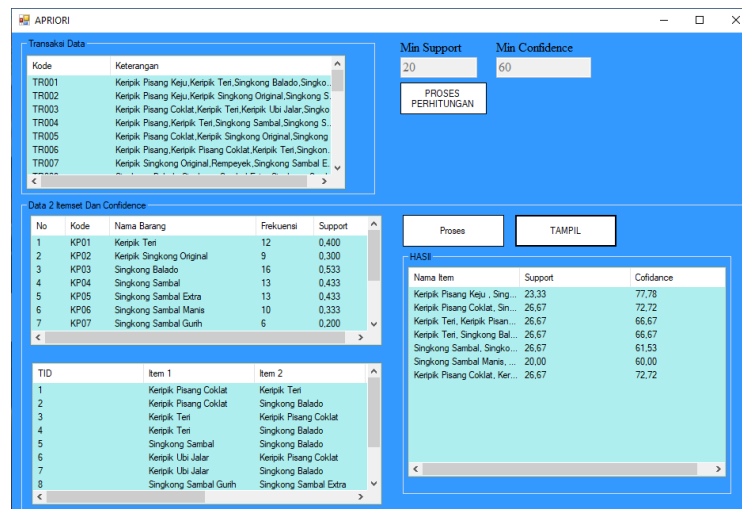 APRIORI
Transaksi Data
Kode Keterangan
TR001 Keripik Pisang Keju,Keripik Teri,Singkong Balado,Singko..
TR002 Keripik Pisang Keju,Keripik Singkong Original,Singkong S..
TR003 Keripik Pisang Coklat,Keripik Teri,Keripik Ubi Jalar,Singko
TR004 Keripik Pisang,Keripik Teri,Singkong Sambal,Singkong S..
TR005 Keripik Pisang Coklat,Keripik Singkong Original,Singkong
TR006 Keripik Pisang,Keripik Pisang Coklat,Keripik Teri,Singkon..
TR007 Keripik Singkong Original,Rempeyek,Singkong Sambal E..
Min Support Min Confidence
20 60
PROSES
PERHITUNGAN
Data 2 Itemset Dan Confidence
No Kode Nama Barang Frekuensi Support
1 KP01 Keripik Teri 12 0,400
2 KP02 Keripik Singkong Original 9 0,300
3 KP03 Singkong Balado 16 0,533
4 KP04 Singkong Sambal 13 0,433
5 KP05 Singkong Sambal Extra 13 0,433
6 KP06 Singkong Sambal Manis 10 0,333
7 KP07 Singkong Sambal Gurih 6 0,200
TID Item 1 Item 2
1 Keripik Pisang Coklat Keripik Teri
2 Keripik Pisang Coklat Singkong Balado
3 Keripik Teri Keripik Pisang Coklat
4 Keripik Teri Singkong Balado
5 Singkong Sambal Singkong Balado
6 Keripik Ubi Jalar Keripik Pisang Coklat
7 Keripik Ubi Jalar Singkong Balado
8 Singkong Sambal Gurih Singkong Sambal Extra
Proses TAMPIL
HASIl
Nama Item Support Cofidance
Keripik Pisang Keju , Sing... 23,33 77,78
Keripik Pisang Coklat, Sin... 26,67 72,72
Keripik Teri, Keripik Pisan... 26,67 66,67
Keripik Teri, Singkong Bal... 26,67 66,67
Singkong Sambal, Singko... 26,67 61,53
Singkong Sambal Manis, ... 20,00 60,00
Keripik Pisang Coklat, Ker... 26,67 72,72